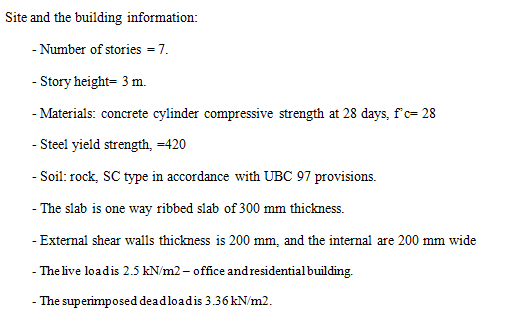 Site and the building information:
- Number of stories = 7.
- Story height= 3 m.
- Materials: concrete cylinder compressive strength at 28 days, f'c= 28
- Steel yield strength, =420
- Soil: rock, SC type in accordance with UBC 97 provisions.
- The slab is one way ribbed slab of 300 mm thickness.
- External shear walls thickness is 200 mm, and the internal are 200 mm wide
- The live load is 2.5 kN/m2 – office and residential building.
- The superimposed dead load is 3.36 kN/m2.